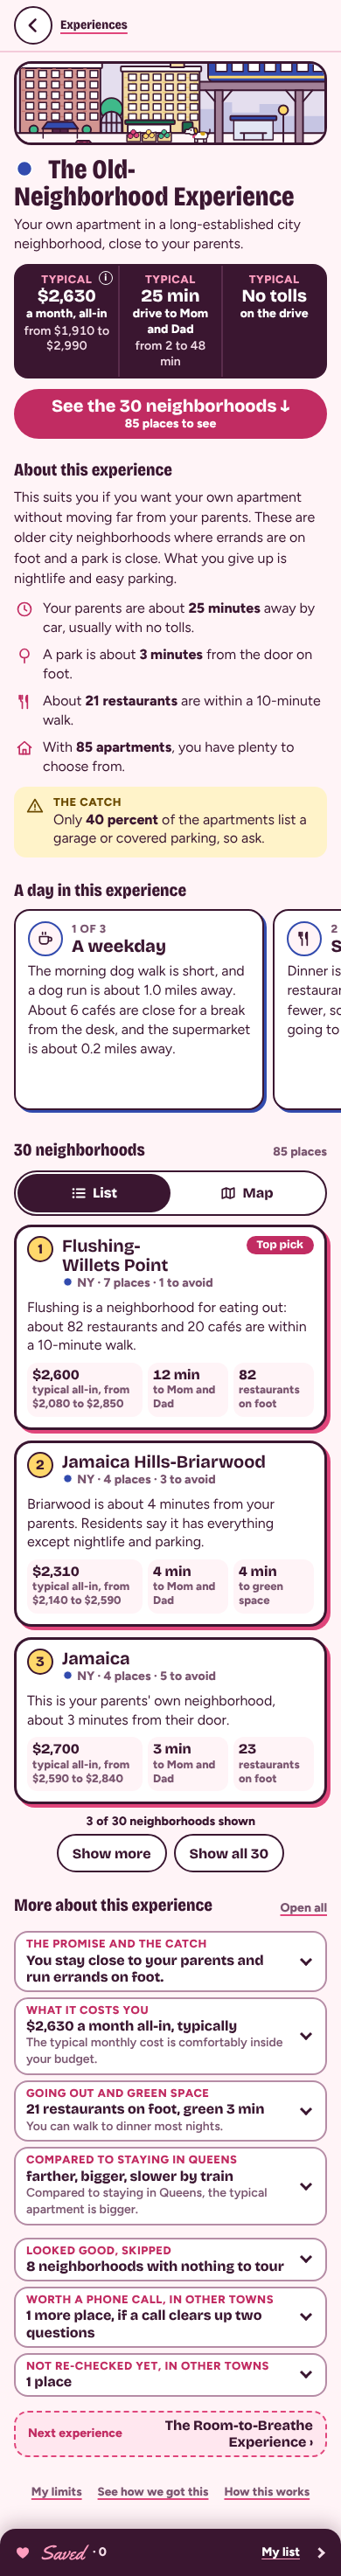 Experiences
The Old-
Neighborhood Experience
Your own apartment in a long-established city
neighborhood, close to your parents.
TYPICAL
$2,630
a month, all-in
from $1,910 to
$2,990
TYPICAL
25 min
drive to Mom
and Dad
from 2 to 48
min
TYPICAL
No tolls
on the drive
See the 30 neighborhoods ↓
85 places to see
About this experience
This suits you if you want your own apartment
without moving far from your parents. These are
older city neighborhoods where errands are on
foot and a park is close. What you give up is
nightlife and easy parking.
Your parents are about 25 minutes away by
car, usually with no tolls.
A park is about 3 minutes from the door on
foot.
About 21 restaurants are within a 10-minute
walk.
With 85 apartments, you have plenty to
choose from.
THE CATCH
Only 40 percent of the apartments list a
garage or covered parking, so ask.
A day in this experience
1 OF 3
A weekday
The morning dog walk is short, and
a dog run is about 1.0 miles away.
About 6 cafés are close for a break
from the desk, and the supermarket
is about 0.2 miles away.
2
S
Dinner is
restaurar
fewer, so
going to
30 neighborhoods
85 places
List
Map
1
Flushing-
Willets Point
Top pick
NY · 7 places · 1 to avoid
Flushing is a neighborhood for eating out:
about 82 restaurants and 20 cafés are within
a 10-minute walk.
$2,600
typical all-in, from
$2,080 to $2,850
12 min
to Mom and
Dad
82
restaurants
on foot
2
Jamaica Hills-Briarwood
NY · 4 places · 3 to avoid
Briarwood is about 4 minutes from your
parents. Residents say it has everything
except nightlife and parking.
$2,310
typical all-in, from
$2,140 to $2,590
4 min
to Mom and
Dad
4 min
to green
space
3
Jamaica
NY · 4 places · 5 to avoid
This is your parents' own neighborhood,
about 3 minutes from their door.
$2,700
typical all-in, from
$2,590 to $2,840
3 min
to Mom and
Dad
23
restaurants
on foot
3 of 30 neighborhoods shown
Show more
Show all 30
More about this experience
Open all
THE PROMISE AND THE CATCH
You stay close to your parents and
run errands on foot.
WHAT IT COSTS YOU
$2,630 a month all-in, typically
The typical monthly cost is comfortably inside
your budget.
GOING OUT AND GREEN SPACE
21 restaurants on foot, green 3 min
You can walk to dinner most nights.
COMPARED TO STAYING IN QUEENS
farther, bigger, slower by train
Compared to staying in Queens, the typical
apartment is bigger.
LOOKED GOOD, SKIPPED
8 neighborhoods with nothing to tour
WORTH A PHONE CALL, IN OTHER TOWNS
1 more place, if a call clears up two
questions
NOT RE-CHECKED YET, IN OTHER TOWNS
1 place
Next experience
The Room-to-Breathe
Experience ›
My limits
See how we got this
How this works
Saved · 0
My list